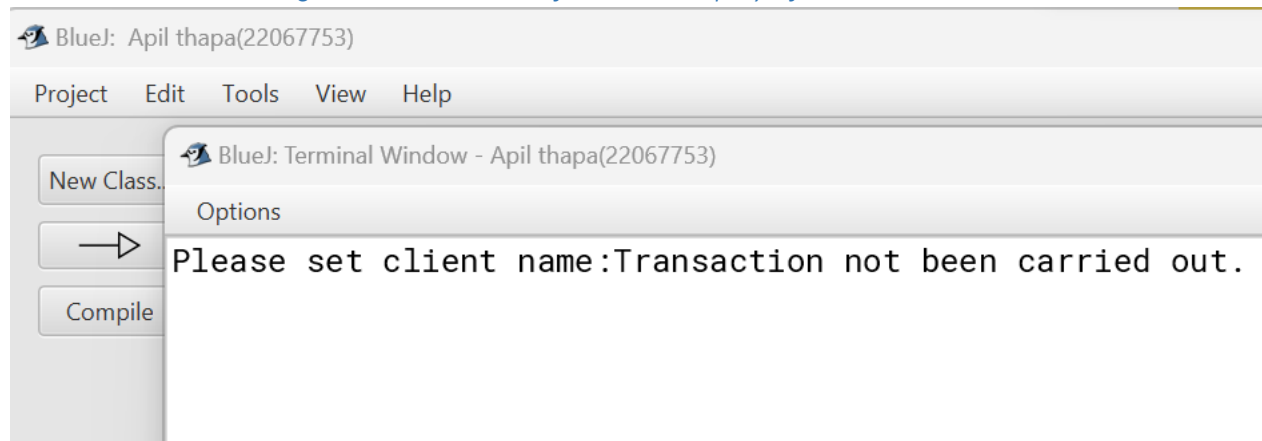 BlueJ: Apil thapa(22067753)
Project Edit Tools View Help
BlueJ: Terminal Window - Apil thapa(22067753)
New Class..
Options
Please set client name:Transaction not been carried out.
Compile